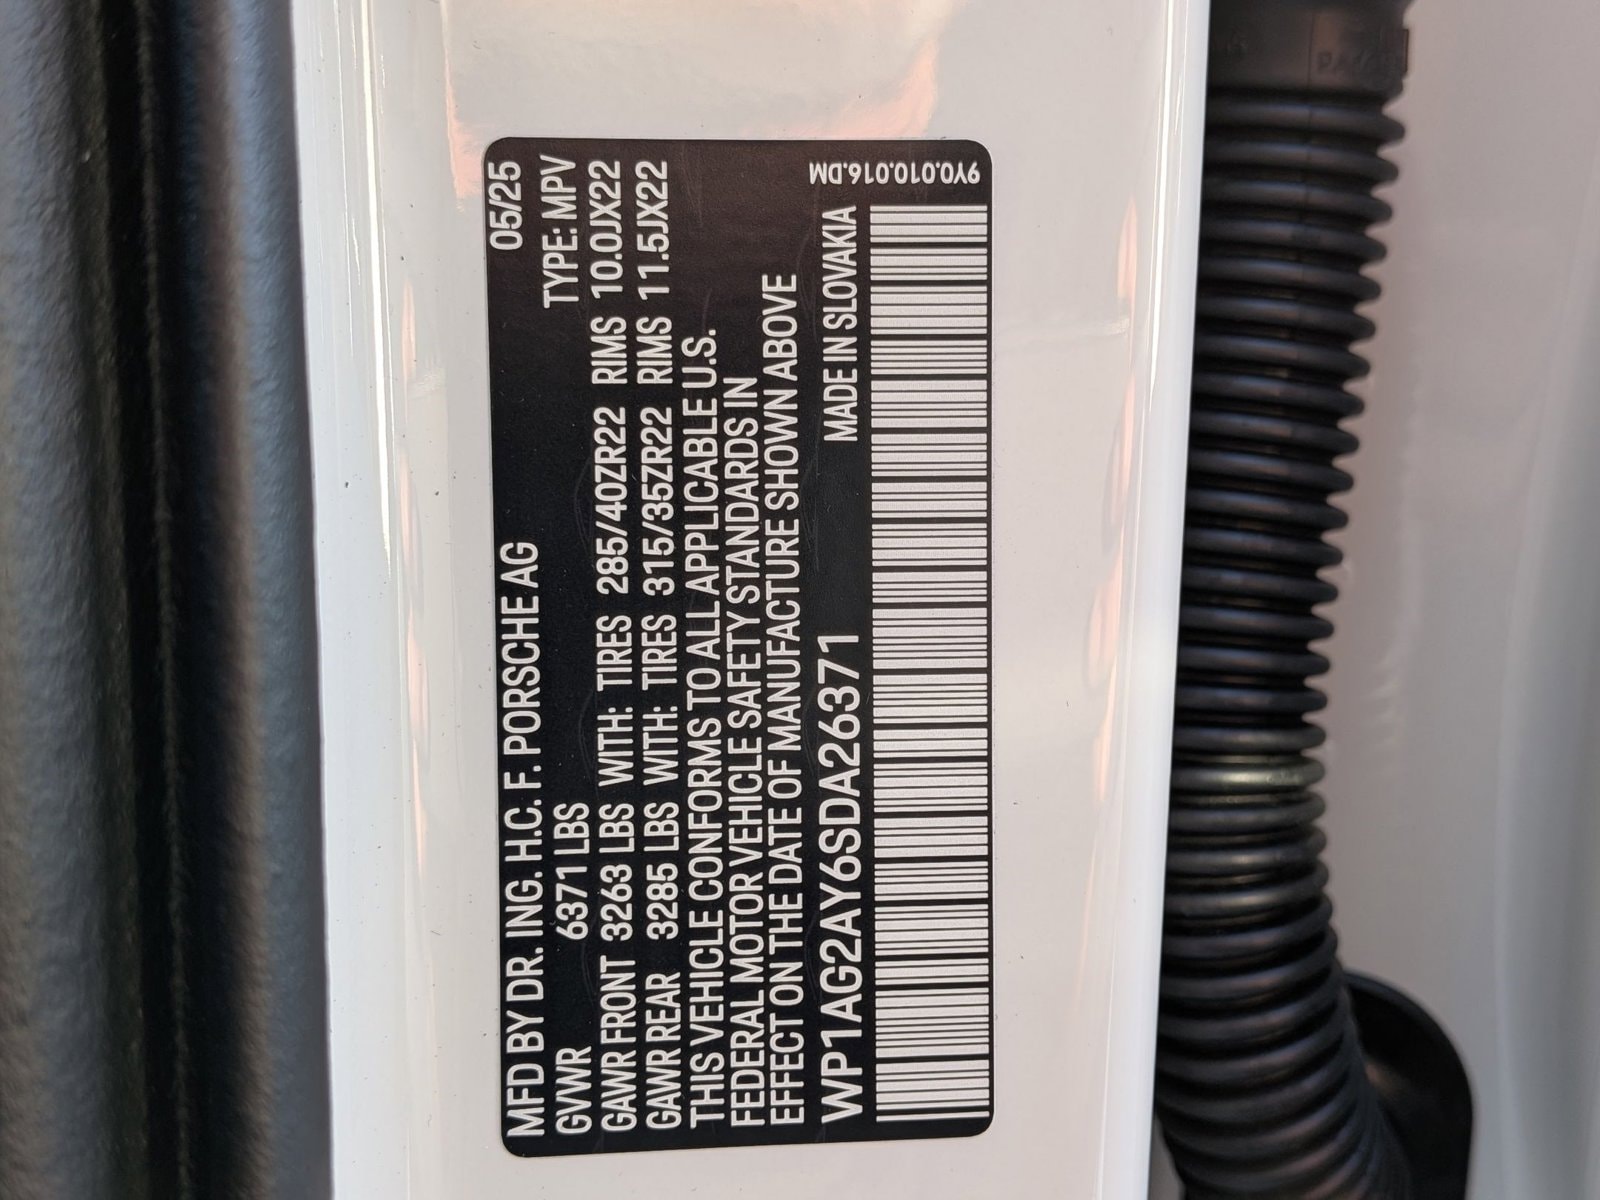 MFD BY DR. ING. H.C. F. PORSCHE AG 05/25
GVWR 6371 LBS TYPE: MPV
GAWR FRONT 3263 LBS WITH: TIRES 285/40ZR22 RIMS 10.0JX22
GAWR REAR 3285 LBS WITH: TIRES 315/35ZR22 RIMS 11.5JX22
THIS VEHICLE CONFORMS TO ALL APPLICABLE U.S.
FEDERAL MOTOR VEHICLE SAFETY STANDARDS IN
EFFECT ON THE DATE OF MANUFACTURE SHOWN ABOVE
WP1AG2AY6SDA26371 MADE IN SLOVAKIA
9Y0.010.016.DM